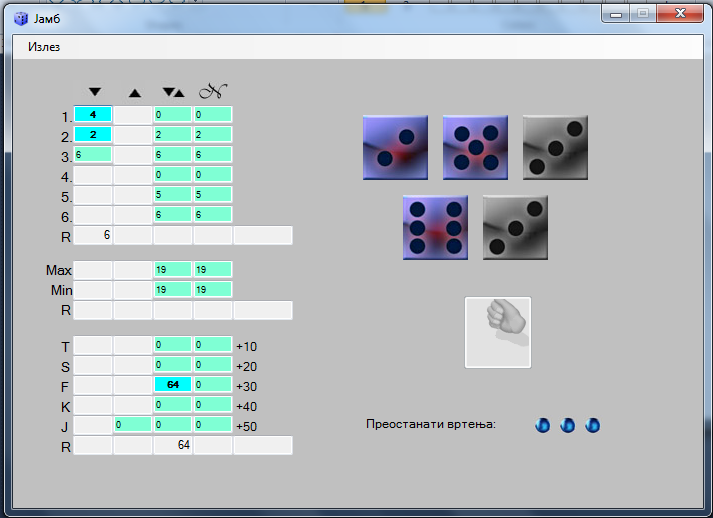 Јамб
Излез
1. 4 0 0
2. 2 2 2
3. 6 6 6
4. 0 0
5. 5 5
6. 6 6
R 6
Max 19 19
Min 19 19
R
T 0 0 +10
S 0 0 +20
F 64 0 +30
K 0 0 +40
J 0 0 0 +50
R 64
Преостанати вртења: